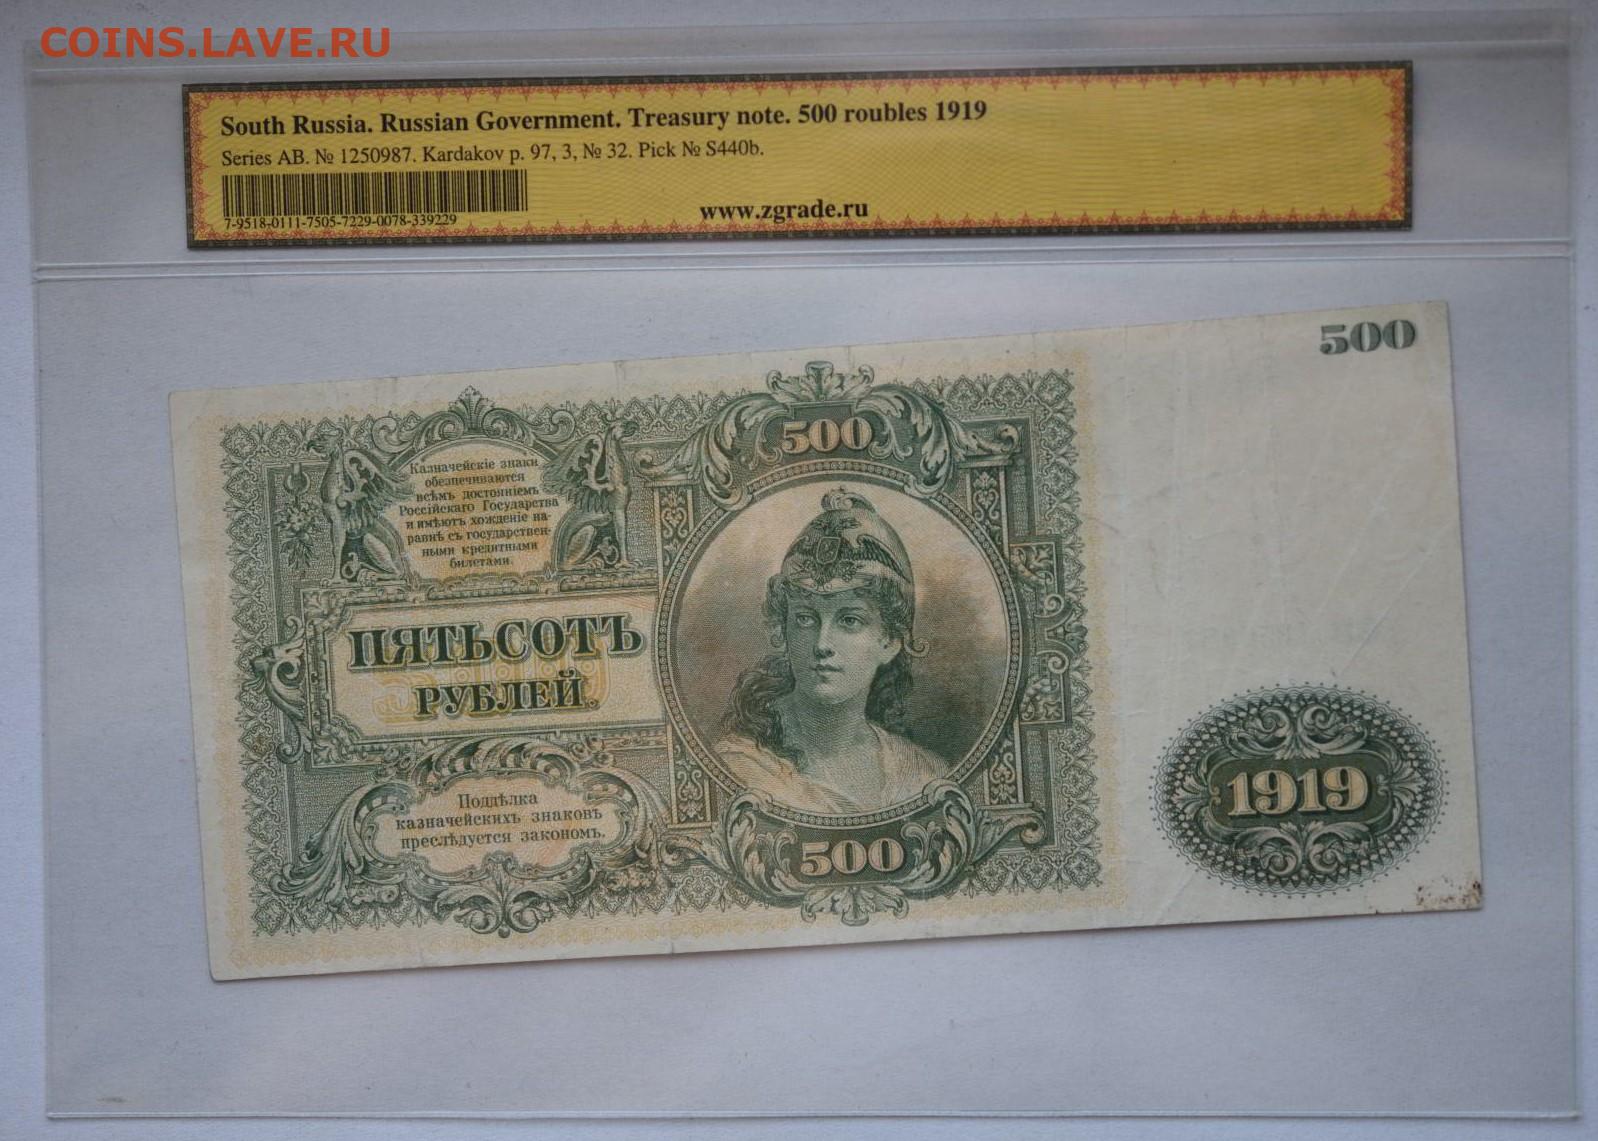 COINS.LAVE.RU
South Russia. Russian Government. Treasury note. 500 roubles 1919
Series AB. № 1250987. Kardakov p. 97, 3, № 32. Pick № S440b.
7-9518-0111-7505-7229-0078-339229
www.zgrade.ru
500
500
Казначейскіе знаки
обезпечиваются
всѣмъ достояніемъ
Россійскаго Государства
и имѣютъ хожденіе на-
равнѣ съ государствен-
ными кредитными
билетами.
500
ПЯТЬСОТЪ
РУБЛЕЙ.
Поддѣлка
казначейскихъ знаковъ
преслѣдуется закономъ.
500
1919